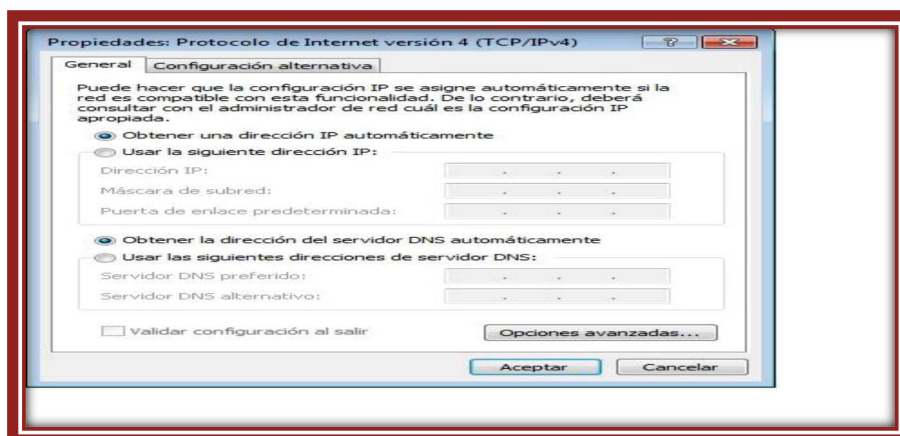 Propiedades: Protocolo de Internet versión 4 (TCP/IPv4)
General
Configuración alternativa
Puede hacer que la configuración IP se asigne automáticamente si la
red es compatible con esta funcionalidad. De lo contrario, deberá
consultar con el administrador de red cuál es la configuración IP
apropiada.
Obtener una dirección IP automáticamente
Usar la siguiente dirección IP:
Dirección IP:
Máscara de subred:
Puerta de enlace predeterminada:
Obtener la dirección del servidor DNS automáticamente
Usar las siguientes direcciones de servidor DNS:
Servidor DNS preferido:
Servidor DNS alternativo:
Validar configuración al salir
Opciones avanzadas...
Aceptar
Cancelar